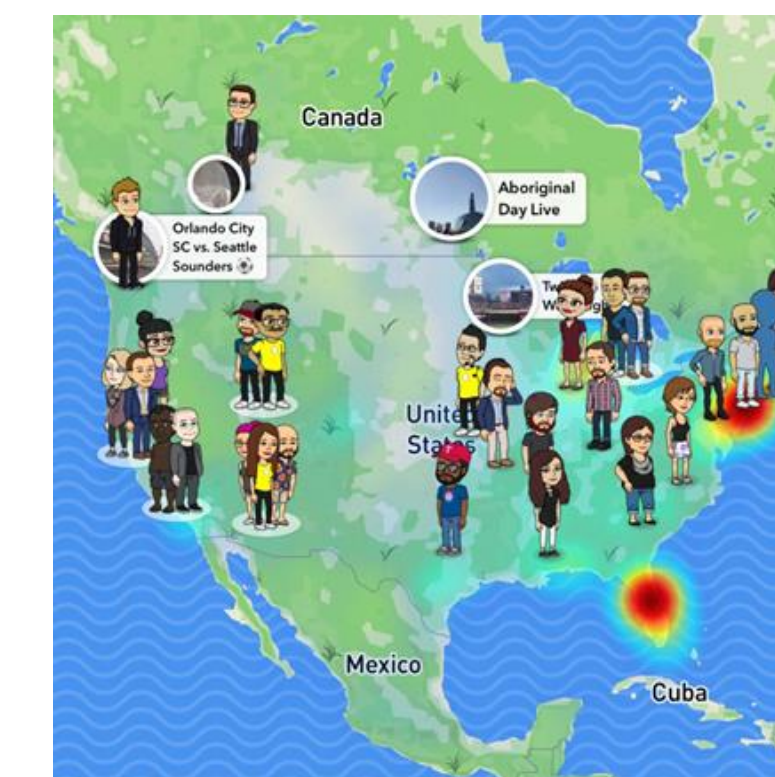 Canada
Aboriginal
Day Live
Orlando City
SC vs. Seattle
Sounders ⚽
Mexico
Cuba